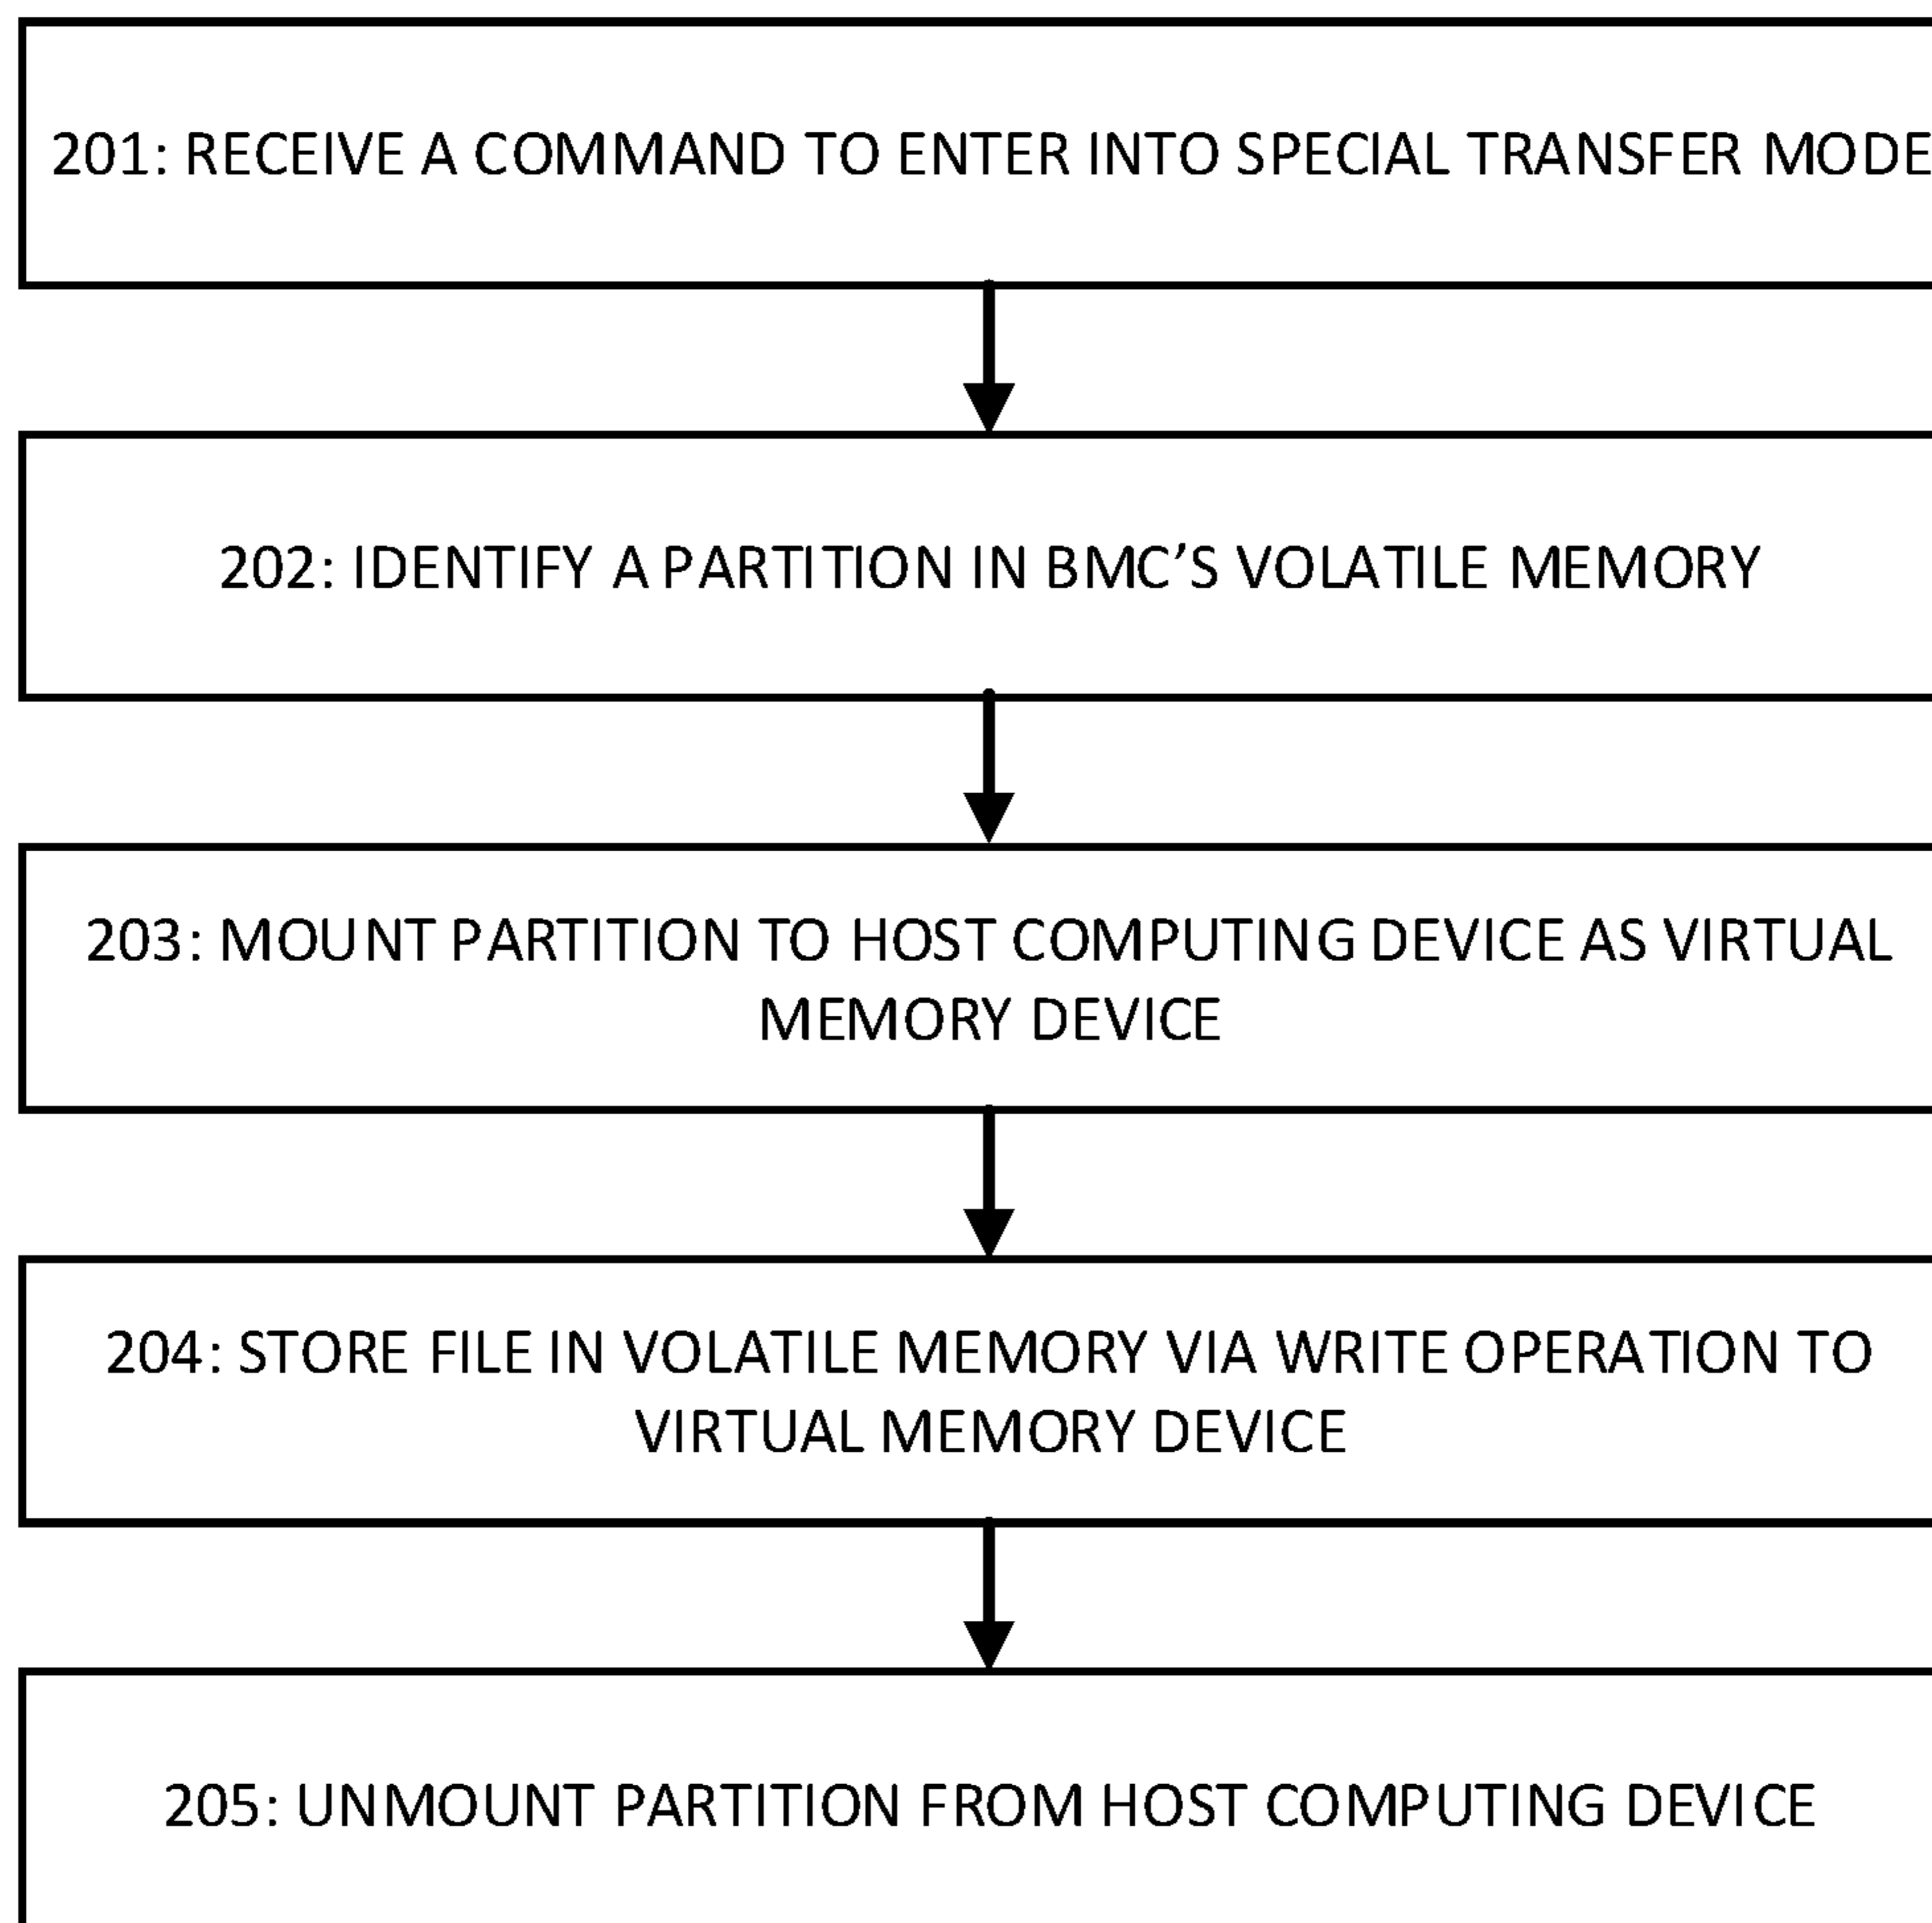 201: RECEIVE A COMMAND TO ENTER INTO SPECIAL TRANSFER MODE
202: IDENTIFY A PARTITION IN BMC’S VOLATILE MEMORY
203: MOUNT PARTITION TO HOST COMPUTING DEVICE AS VIRTUAL
MEMORY DEVICE
204: STORE FILE IN VOLATILE MEMORY VIA WRITE OPERATION TO
VIRTUAL MEMORY DEVICE
205: UNMOUNT PARTITION FROM HOST COMPUTING DEVICE